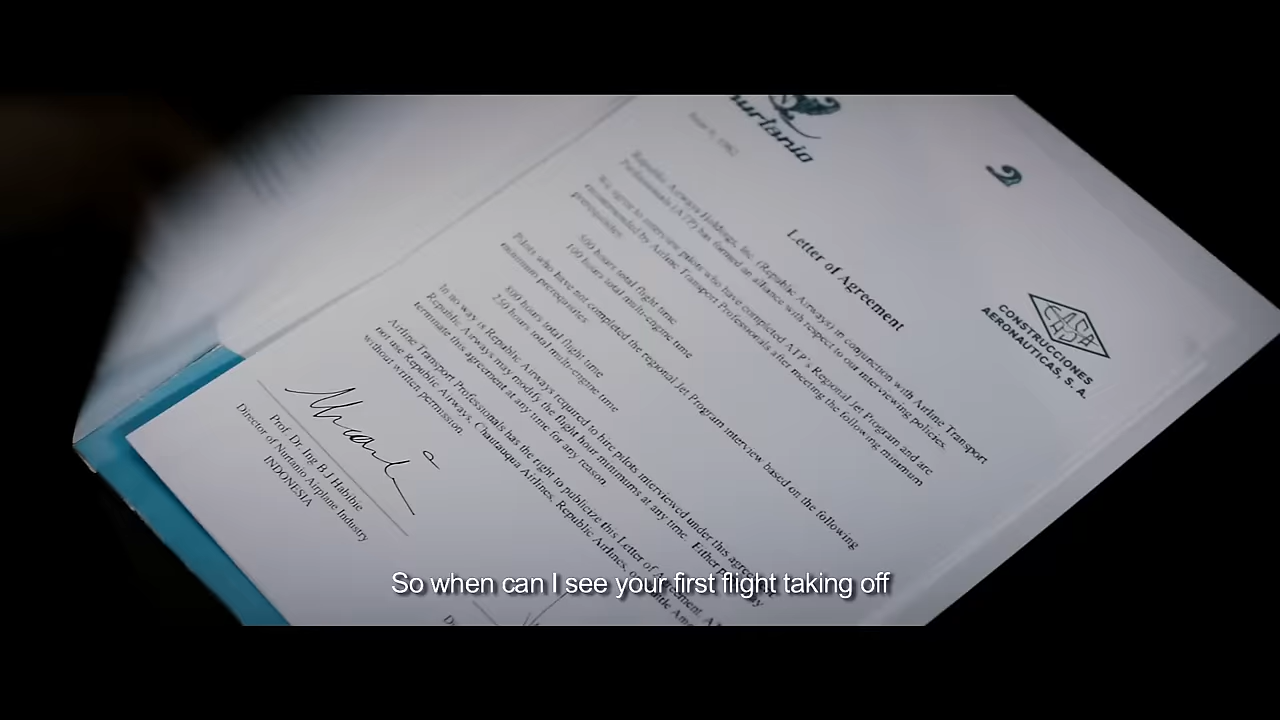 nurtanio
Letter of Agreement
CASA
CONSTRUCCIONES
AERONAUTICAS, S. A.
Republic Airways Holdings, Inc. (Republic Airways) in conjunction with Airline Transport
Professionals (ATP) has formed an alliance with respect to our interviewing policies.
We agree to interview pilots who have completed ATP's Regional Jet Program and are
recommended by Airline Transport Professionals after meeting the following minimum
prerequisites:
500 hours total flight time
100 hours total multi-engine time
Pilots who have not completed the regional Jet Program interview based on the following
minimum prerequisites
800 hours total flight time
250 hours total multi-engine time
In no way is Republic Airways required to hire pilots interviewed under this
Republic Airways may modify the flight hour minimums at any time. Either
terminate this agreement at any time for any reason
Airline Transport Professionals has the right to publicize this Letter of Agreement.
not use Republic Airways, Chautauqua Airlines, Republic Airlines,
without written permission.
Prof. Dr. Ing B J Habibie
Director of Nurtanio Airplane Industry
INDONESIA
So when can I see your first flight taking off